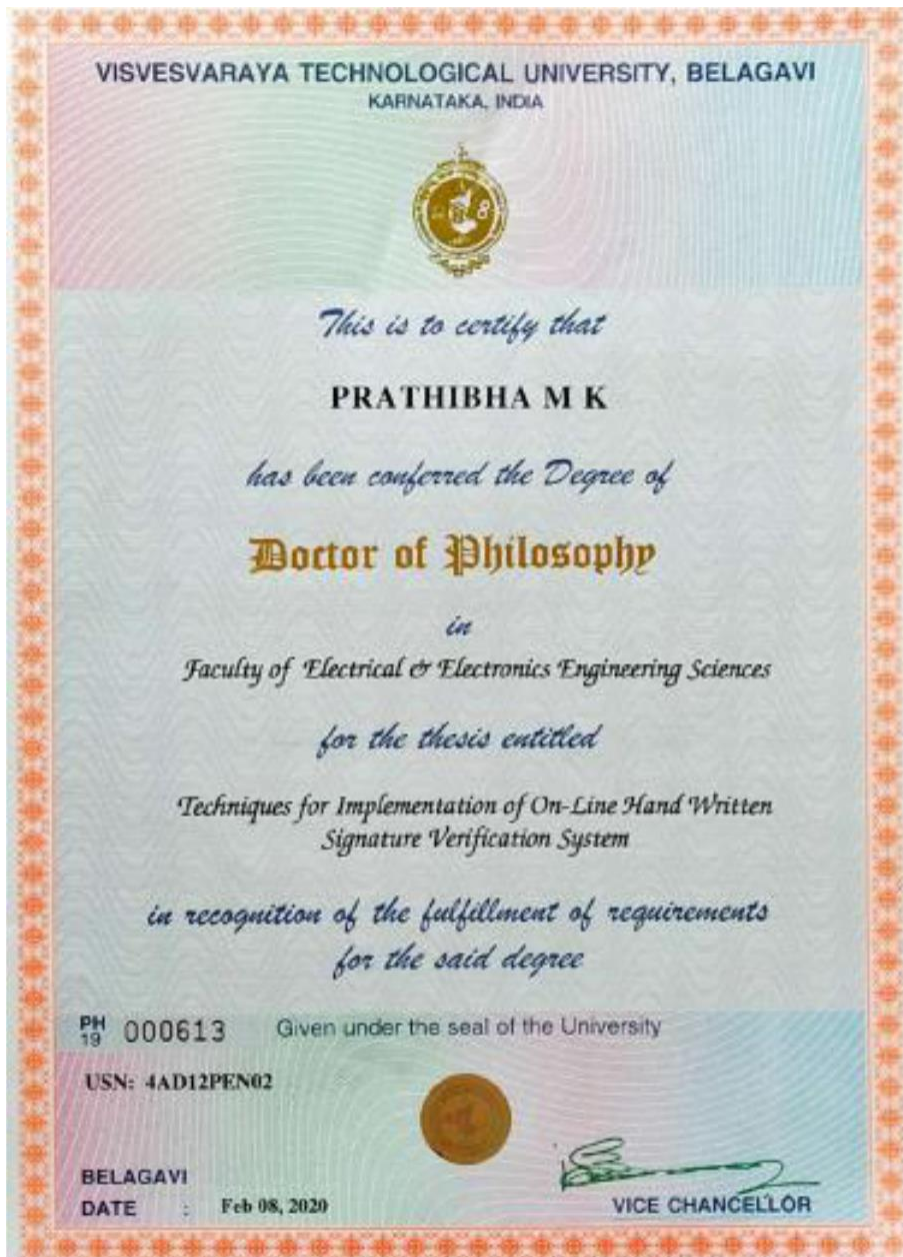 VISVESVARAYA TECHNOLOGICAL UNIVERSITY, BELAGAVI
KARNATAKA, INDIA
This is to certify that
PRATHIBHA M K
has been conferred the Degree of
Doctor of Philosophy
in
Faculty of Electrical & Electronics Engineering Sciences
for the thesis entitled
Techniques for Implementation of On-Line Hand Written
Signature Verification System
in recognition of the fulfillment of requirements
for the said degree
PH 19 000613 Given under the seal of the University
USN: 4AD12PEN02
BELAGAVI
DATE : Feb 08, 2020
VICE CHANCELLOR